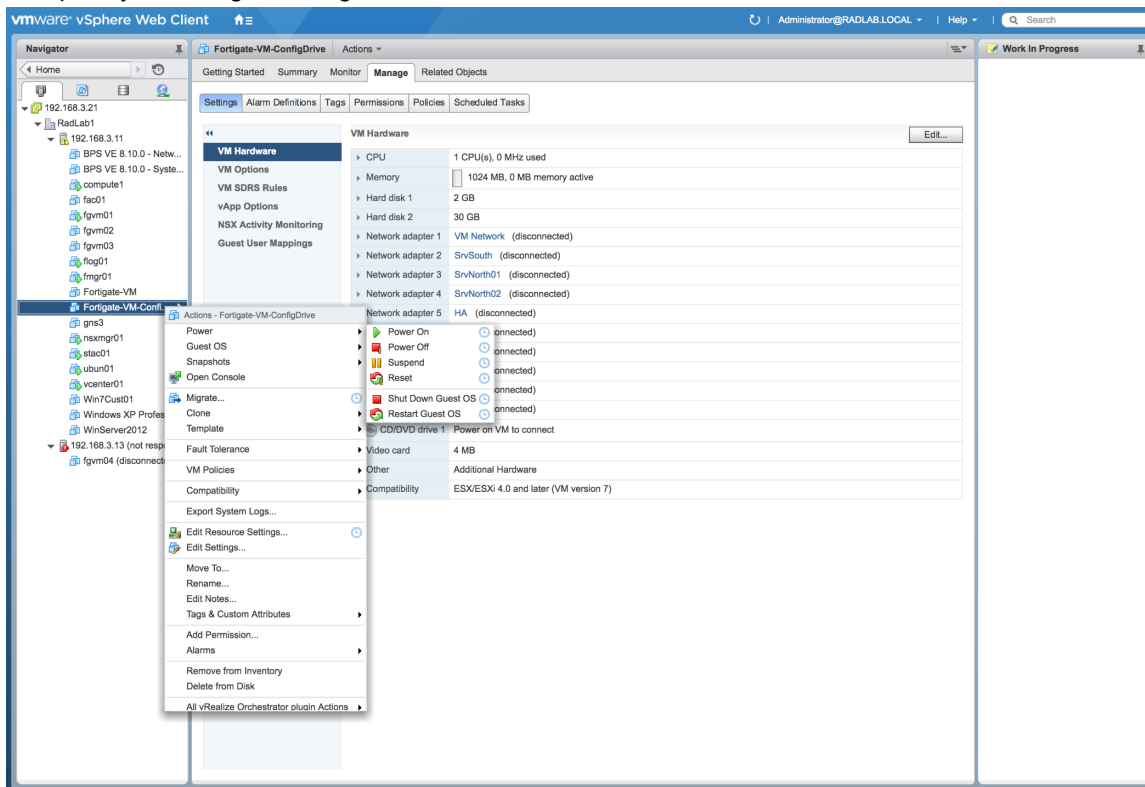 vmware® vSphere Web Client
Administrator@RADLAB.LOCAL
Help
Search
Navigator
Home
192.168.3.21
RadLab1
192.168.3.11
BPS VE 8.10.0 - Netw...
BPS VE 8.10.0 - Syste...
compute1
fac01
fgvm01
fgvm02
fgvm03
flog01
fmgr01
Fortigate-VM
Fortigate-VM-Confi...
gns3
nsxmgr01
stac01
ubun01
vcenter01
Win7Cust01
Windows XP Profes
WinServer2012
192.168.3.13 (not resp
fgvm04 (disconnect
Fortigate-VM-ConfigDrive Actions
Getting Started Summary Monitor Manage Related Objects
Settings Alarm Definitions Tags Permissions Policies Scheduled Tasks
VM Hardware
VM Options
VM SDRS Rules
vApp Options
NSX Activity Monitoring
Guest User Mappings
VM Hardware
Edit...
CPU 1 CPU(s), 0 MHz used
Memory 1024 MB, 0 MB memory active
Hard disk 1 2 GB
Hard disk 2 30 GB
Network adapter 1 VM Network (disconnected)
Network adapter 2 SrvSouth (disconnected)
Network adapter 3 SrvNorth01 (disconnected)
Network adapter 4 SrvNorth02 (disconnected)
Network adapter 5 HA (disconnected)
onnected)
onnected)
onnected)
onnected)
onnected)
CD/DVD drive 1 Power on VM to connect
Video card 4 MB
Other Additional Hardware
Compatibility ESX/ESXi 4.0 and later (VM version 7)
Actions - Fortigate-VM-ConfigDrive
Power
Guest OS
Snapshots
Open Console
Migrate...
Clone
Template
Fault Tolerance
VM Policies
Compatibility
Export System Logs...
Edit Resource Settings...
Edit Settings...
Move To...
Rename...
Edit Notes...
Tags & Custom Attributes
Add Permission...
Alarms
Remove from Inventory
Delete from Disk
All vRealize Orchestrator plugin Actions
Power On
Power Off
Suspend
Reset
Shut Down Guest OS
Restart Guest OS
Work In Progress